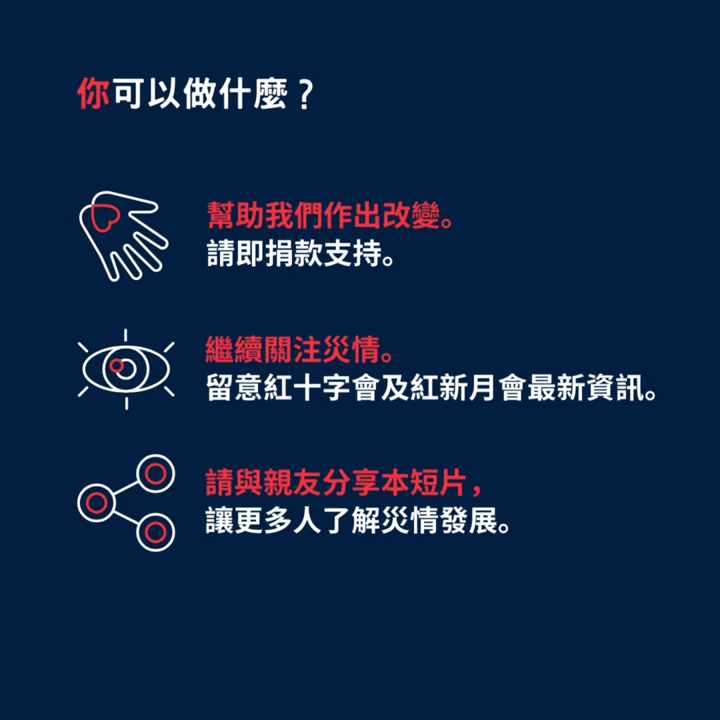 你可以做什麼？
幫助我們作出改變。
請即捐款支持。
繼續關注災情。
留意紅十字會及紅新月會最新資訊。
請與親友分享本短片，
讓更多人了解災情發展。